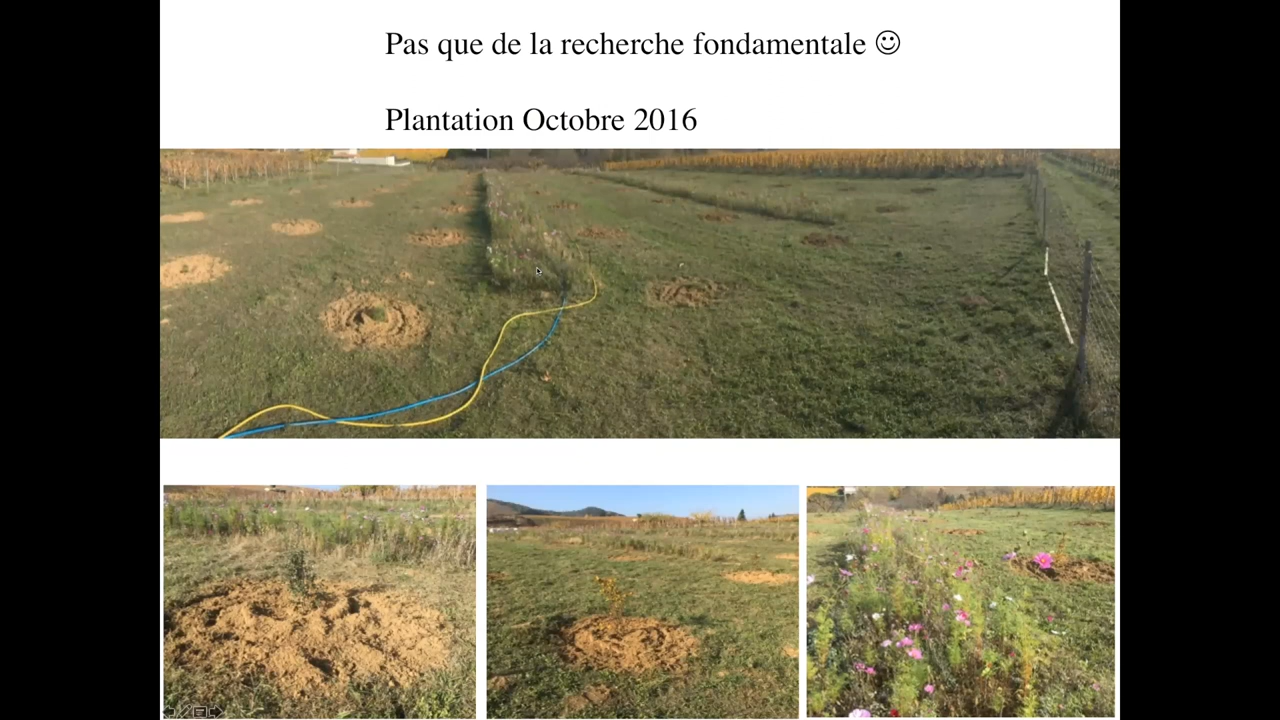 Pas que de la recherche fondamentale ☺
Plantation Octobre 2016